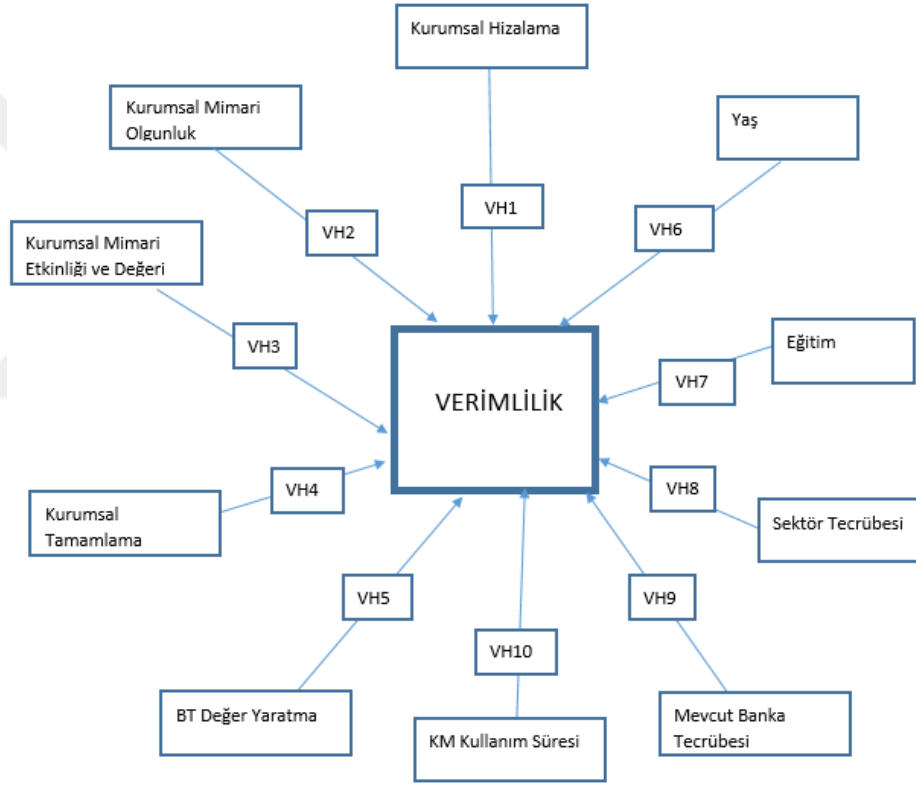 Kurumsal Hizalama
Kurumsal Mimari
Olgunluk
Yaş
VH1
VH2
VH6
Kurumsal Mimari
Etkinliği ve Değeri
VH3
Eğitim
VH7
VERİMLİLİK
VH4
VH8
Kurumsal
Tamamlama
Sektör Tecrübesi
VH5
VH9
VH10
BT Değer Yaratma
KM Kullanım Süresi
Mevcut Banka
Tecrübesi